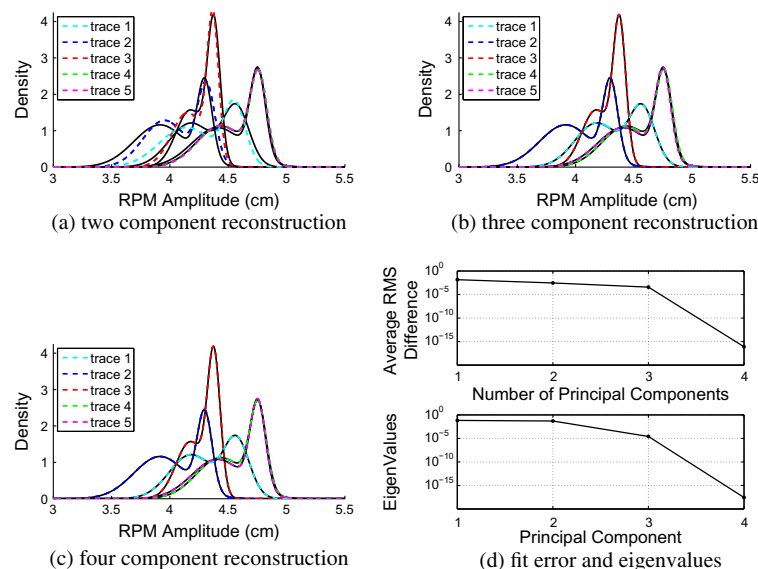 4
3
2
1
0
Density
trace 1
trace 2
trace 3
trace 4
trace 5
3 3.5 4 4.5 5 5.5
RPM Amplitude (cm)
(a) two component reconstruction
4
3
2
1
0
Density
trace 1
trace 2
trace 3
trace 4
trace 5
3 3.5 4 4.5 5 5.5
RPM Amplitude (cm)
(b) three component reconstruction
4
3
2
1
0
Density
trace 1
trace 2
trace 3
trace 4
trace 5
3 3.5 4 4.5 5 5.5
RPM Amplitude (cm)
(c) four component reconstruction
10^0
10^-5
10^-10
10^-15
Average RMS
Difference
1 2 3 4
Number of Principal Components
10^0
10^-5
10^-10
10^-15
EigenValues
1 2 3 4
Principal Component
(d) fit error and eigenvalues